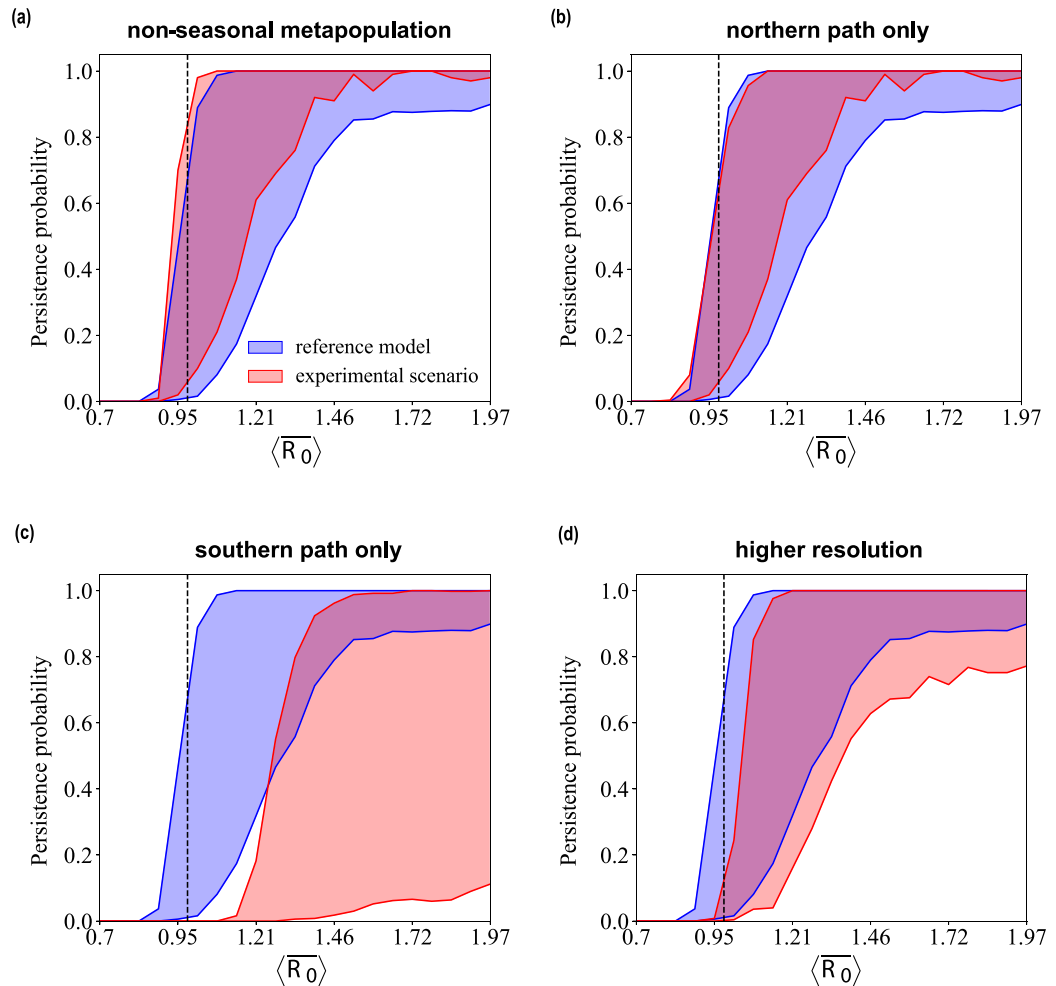 (a)
non-seasonal metapopulation
Persistence probability
1.0
0.8
0.6
0.4
0.2
0.0
reference model
experimental scenario
0.7 0.95 1.21 1.46 1.72 1.97
⟨R̅₀⟩
(b)
northern path only
Persistence probability
1.0
0.8
0.6
0.4
0.2
0.0
0.7 0.95 1.21 1.46 1.72 1.97
⟨R̅₀⟩
(c)
southern path only
Persistence probability
1.0
0.8
0.6
0.4
0.2
0.0
0.7 0.95 1.21 1.46 1.72 1.97
⟨R̅₀⟩
(d)
higher resolution
Persistence probability
1.0
0.8
0.6
0.4
0.2
0.0
0.7 0.95 1.21 1.46 1.72 1.97
⟨R̅₀⟩